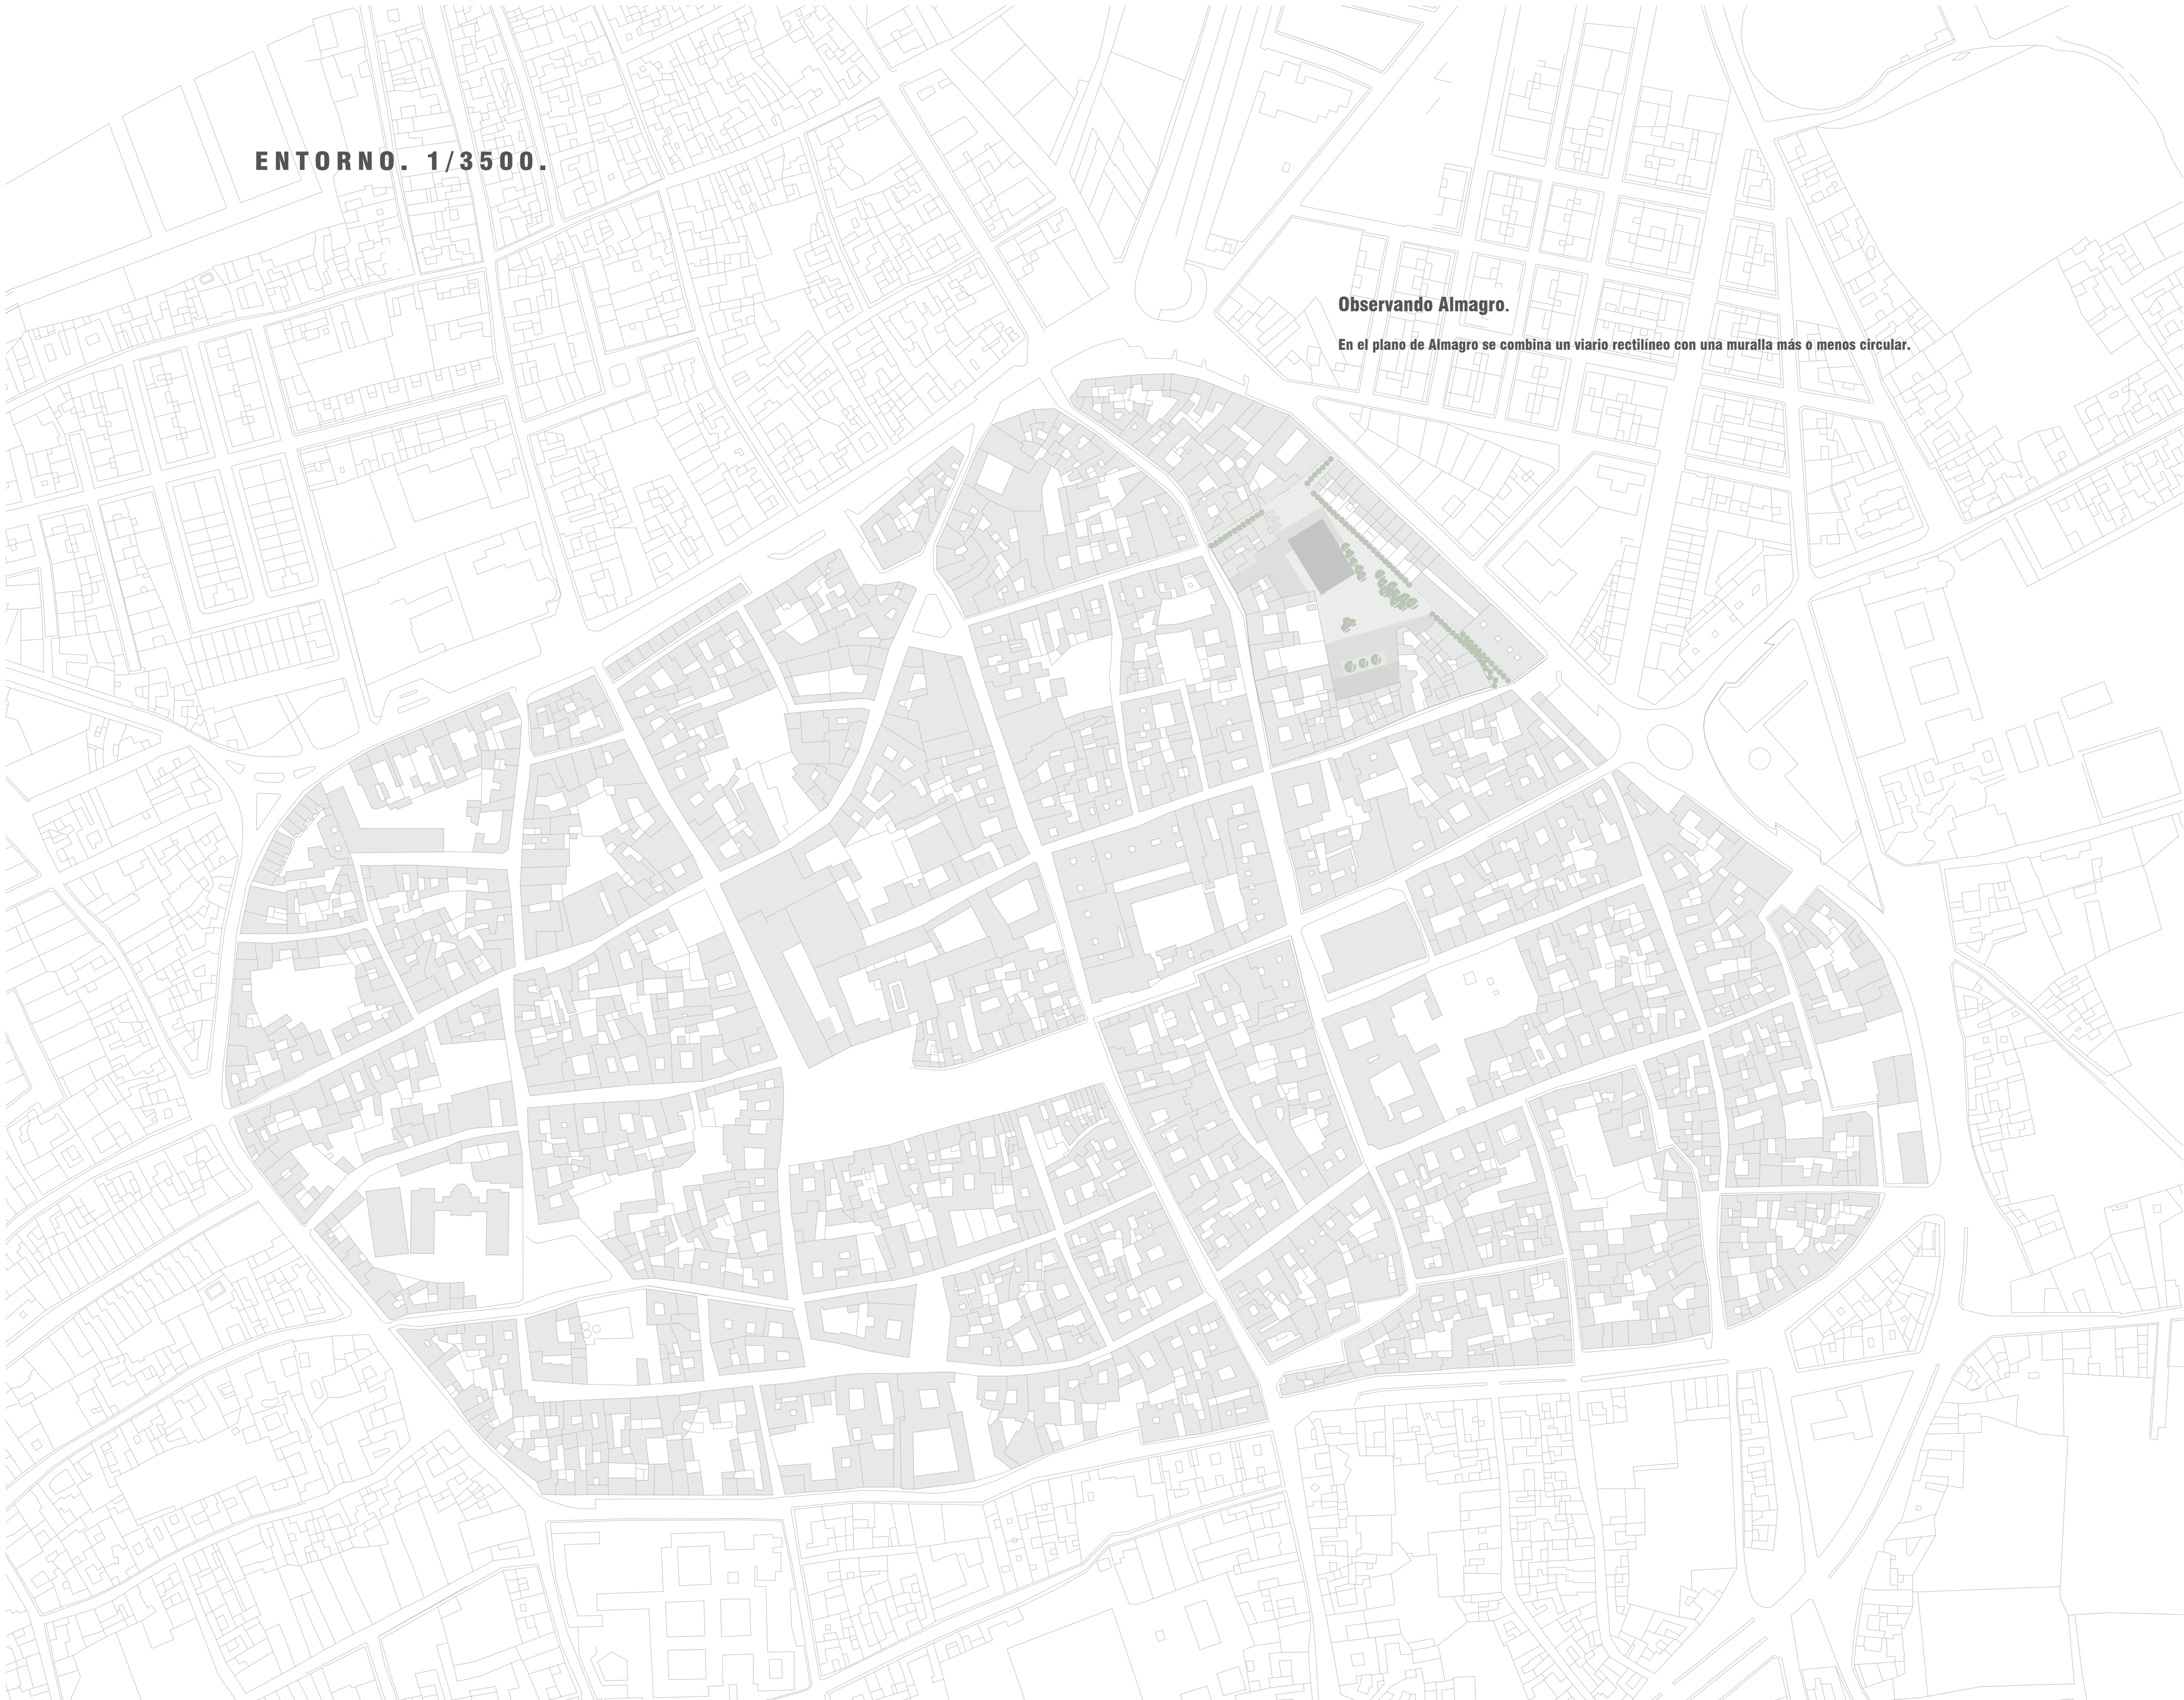 ENTORNO. 1/3500.
Observando Almagro.
En el plano de Almagro se combina un viario rectilíneo con una muralla más o menos circular.